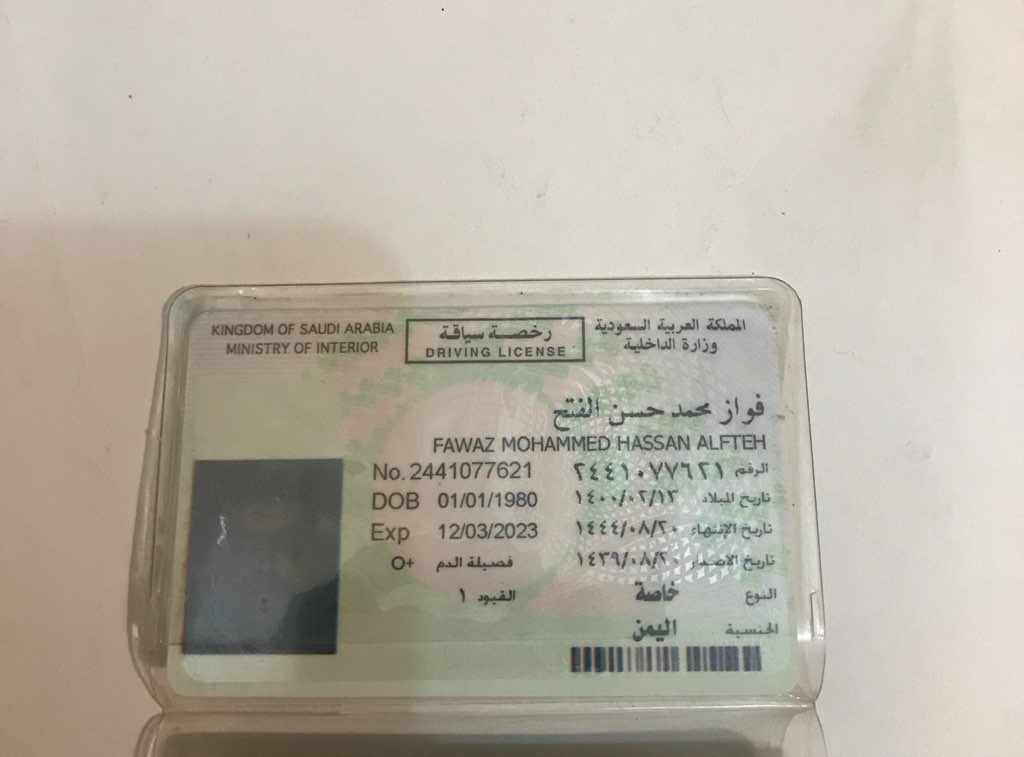 KINGDOM OF SAUDI ARABIA
MINISTRY OF INTERIOR
رخصة سياقة
DRIVING LICENSE
المملكة العربية السعودية
وزارة الداخلية
فواز محمد حسن الفتح
FAWAZ MOHAMMED HASSAN ALFTEH
No. 2441077621 الرقم ٢٤٤١٠٧٧٦٢١
DOB 01/01/1980 تاريخ الميلاد ١٤٠٠/٠٢/١٣
Exp 12/03/2023 تاريخ الإنتهاء ١٤٤٤/٠٨/٢٠
تاريخ الاصدار ١٤٣٩/٠٨/٢٠ فصيلة الدم O+
النوع خاصة القيود ١
الجنسية اليمن